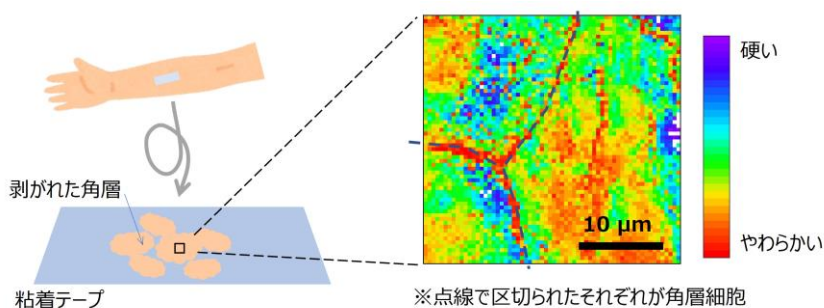 剥がれた角層
粘着テープ
10 μm
硬い
やわらかい
※点線で区切られたそれぞれが角層細胞